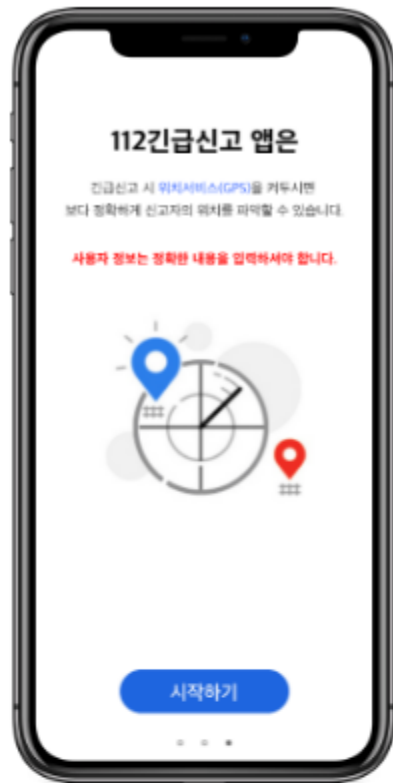 112긴급신고 앱은
긴급신고 시 위치서비스(GPS)을 켜두시면
보다 정확하게 신고자의 위치를 파악할 수 있습니다.
사용자 정보는 정확한 내용을 입력하셔야 합니다.
시작하기